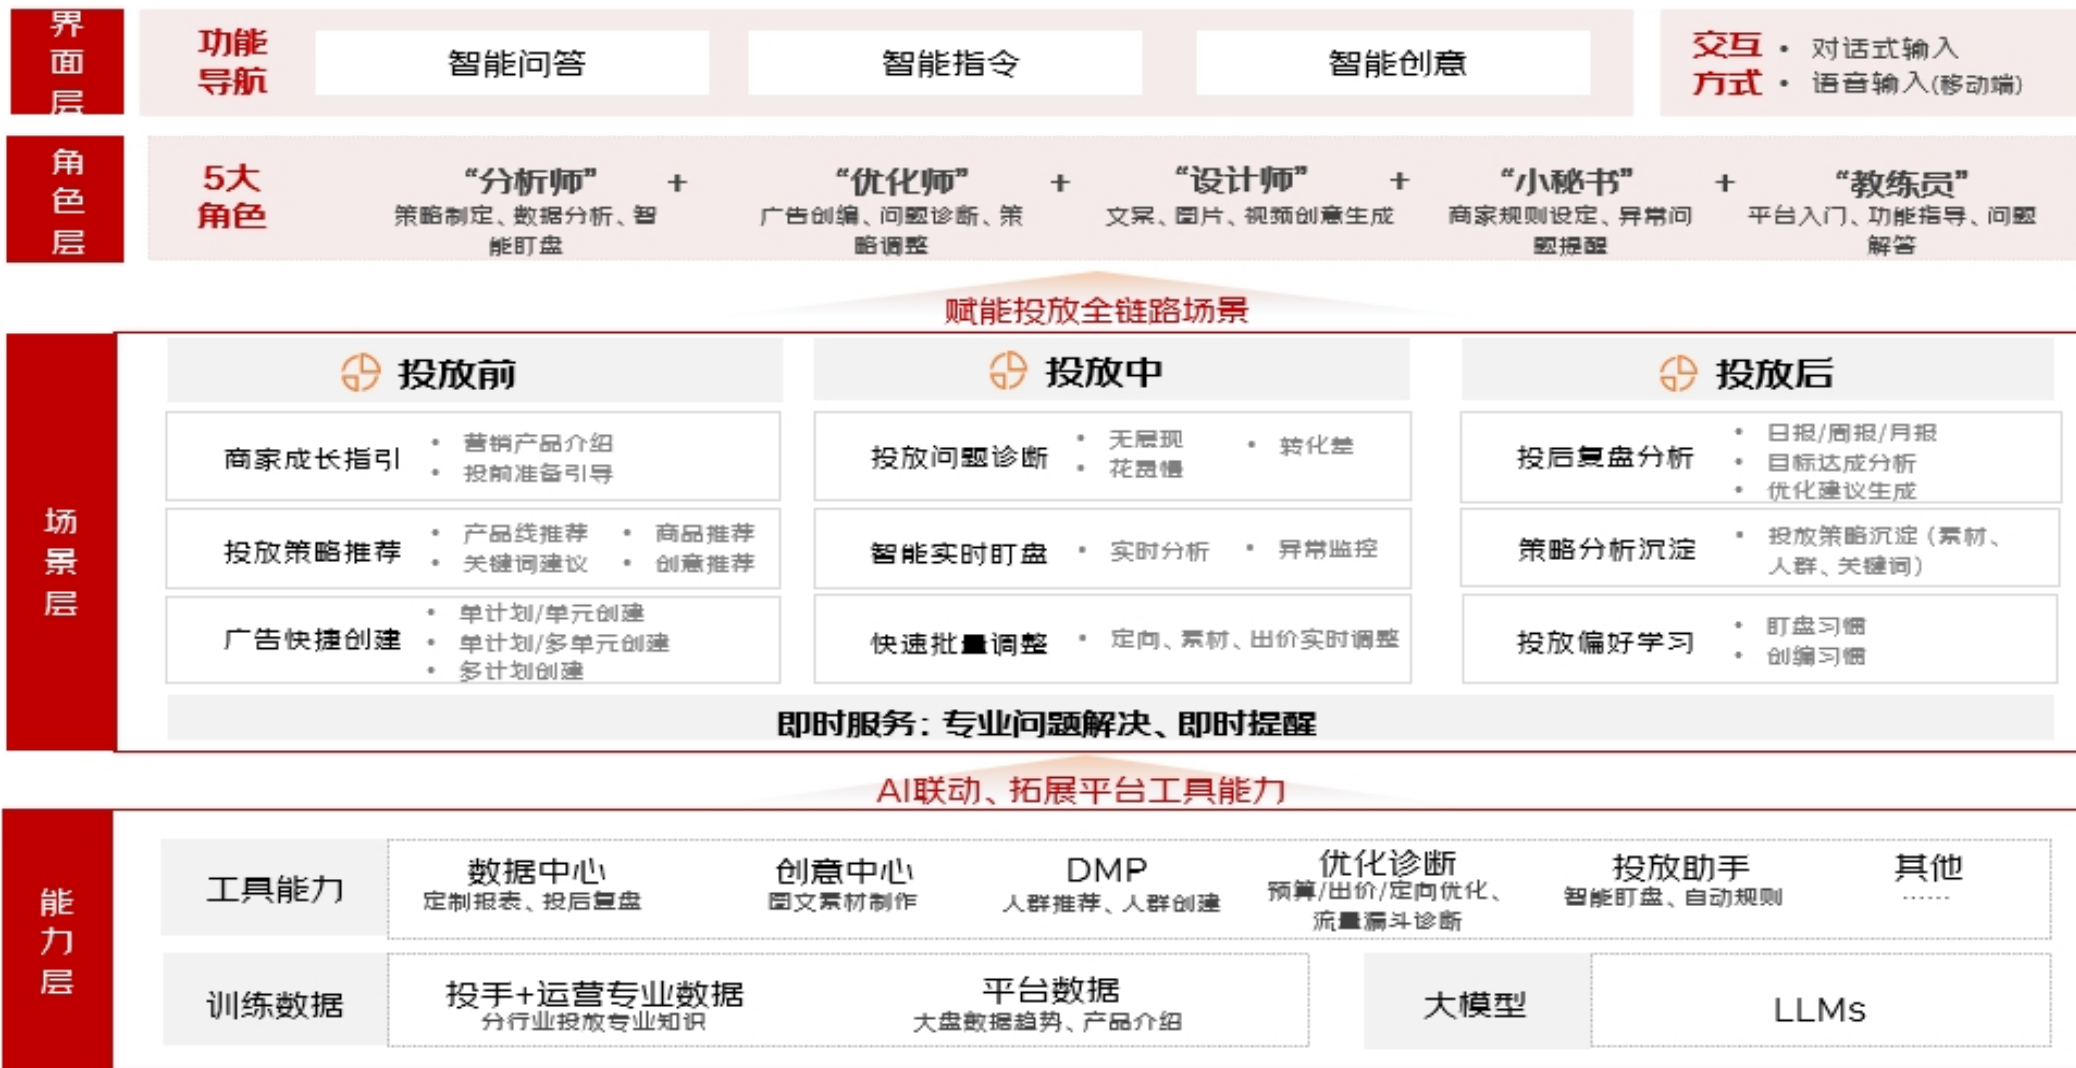 界面层
功能导航
智能问答
智能指令
智能创意
交互方式
• 对话式输入
• 语音输入(移动端)
角色层
5大角色
“分析师”
策略制定、数据分析、智
能盯盘
+
“优化师”
广告创编、问题诊断、策
略调整
+
“设计师”
文案、图片、视频创意生成
+
“小秘书”
商家规则设定、异常问
题提醒
+
“教练员”
平台入门、功能指导、问题
解答
赋能投放全链路场景
场景层
投放前
商家成长指引
• 营销产品介绍
• 投前准备引导
投放策略推荐
• 产品线推荐
• 商品推荐
• 关键词建议
• 创意推荐
广告快捷创建
• 单计划/单元创建
• 单计划/多单元创建
• 多计划创建
投放中
投放问题诊断
• 无展现
• 转化差
• 花费慢
智能实时盯盘
• 实时分析
• 异常监控
快速批量调整
• 定向、素材、出价实时调整
投放后
投后复盘分析
• 日报/周报/月报
• 目标达成分析
• 优化建议生成
策略分析沉淀
• 投放策略沉淀（素材、
人群、关键词）
投放偏好学习
• 盯盘习惯
• 创编习惯
即时服务：专业问题解决、即时提醒
AI联动、拓展平台工具能力
能力层
工具能力
数据中心
定制报表、投后复盘
创意中心
图文素材制作
DMP
人群推荐、人群创建
优化诊断
预算/出价/定向优化、
流量漏斗诊断
投放助手
智能盯盘、自动规则
其他
......
训练数据
投手+运营专业数据
分行业投放专业知识
平台数据
大盘数据趋势、产品介绍
大模型
LLMs